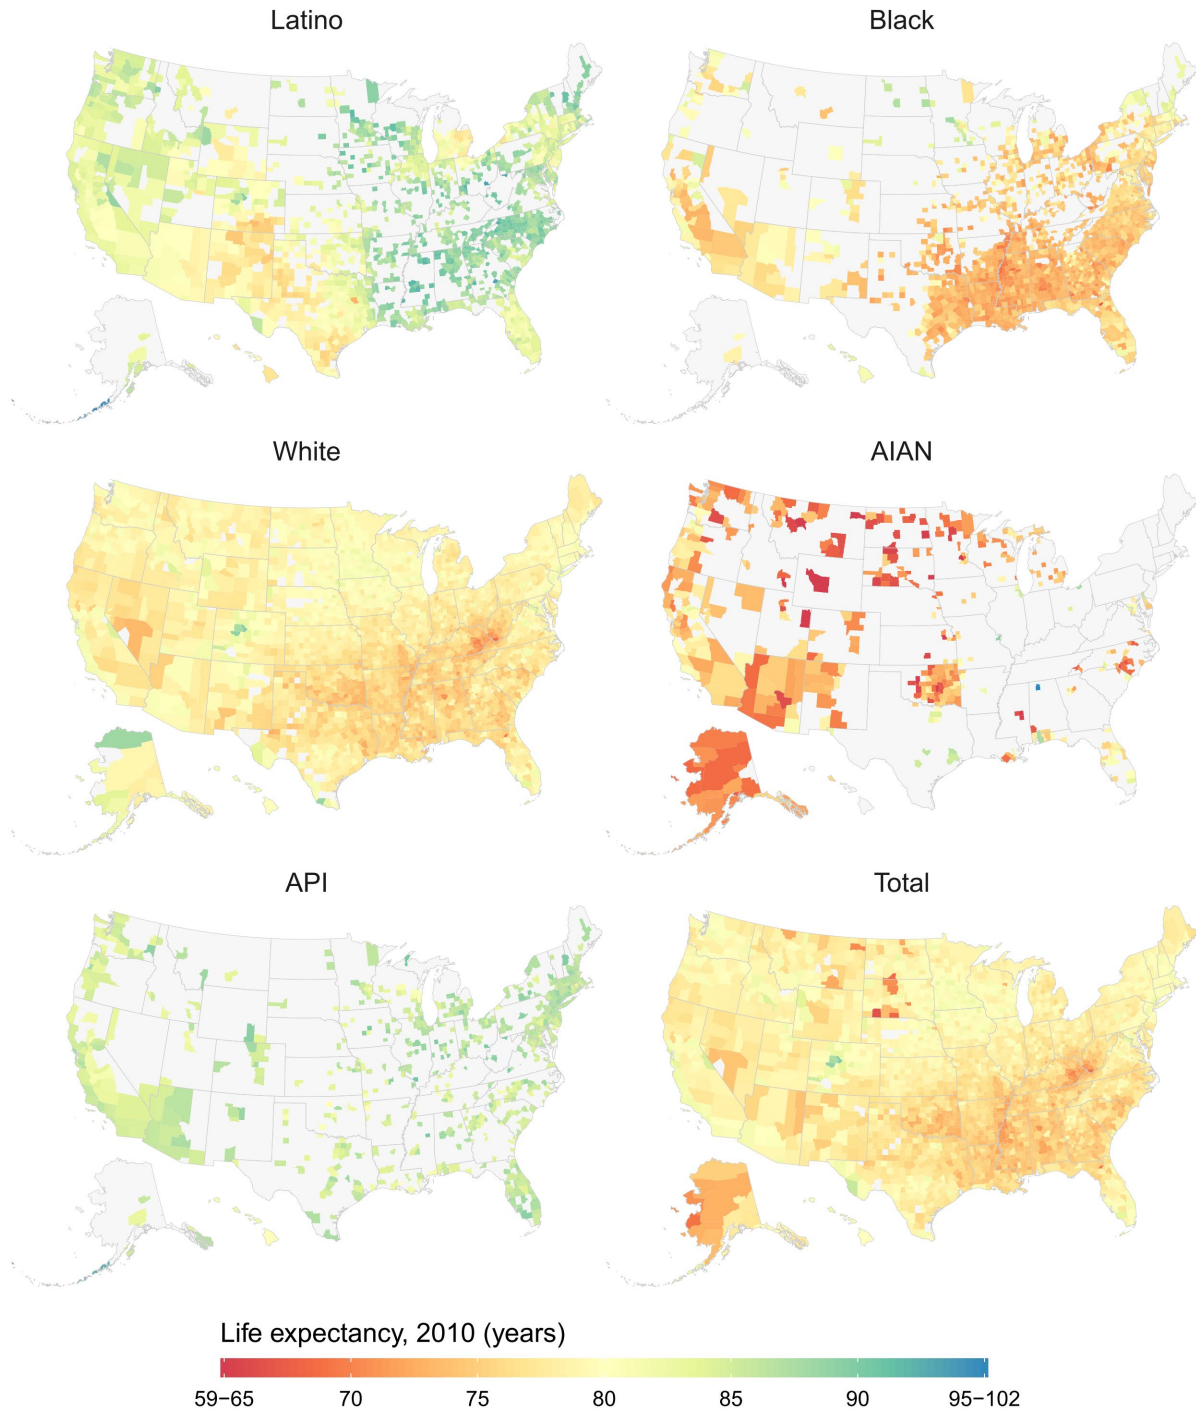 Latino
Black
White
AIAN
API
Total
Life expectancy, 2010 (years)
59−65 70 75 80 85 90 95−102